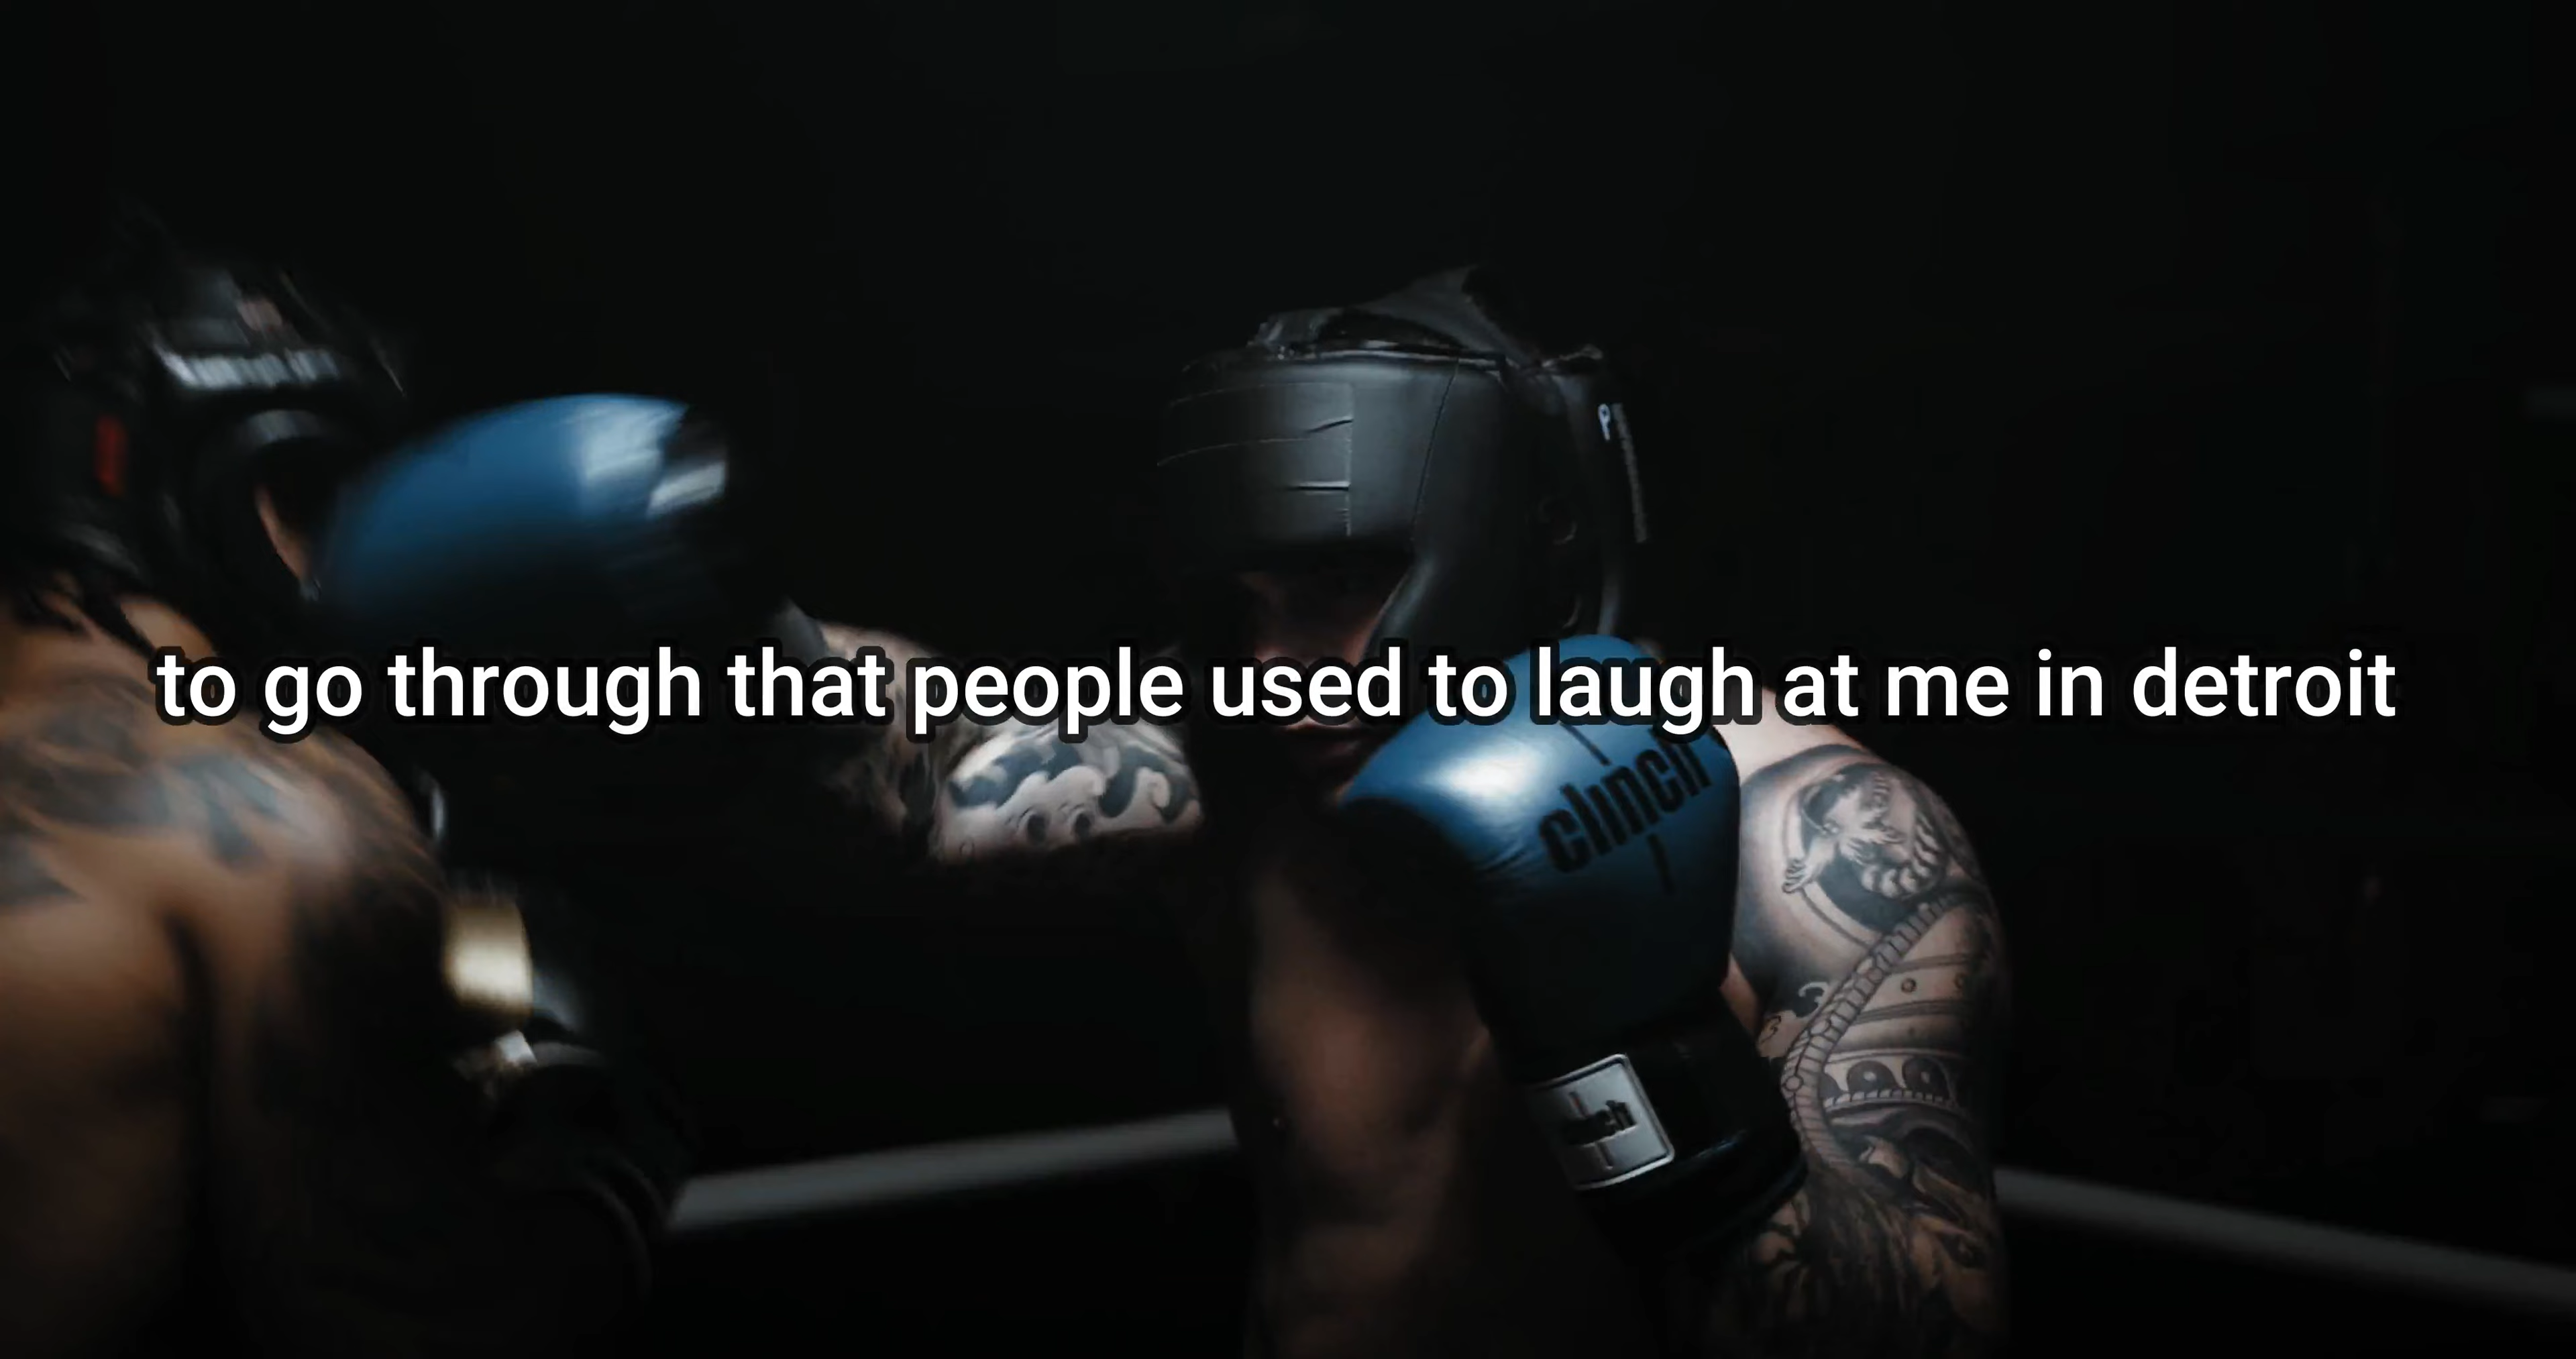 to go through that people used to laugh at me in detroit
clinch